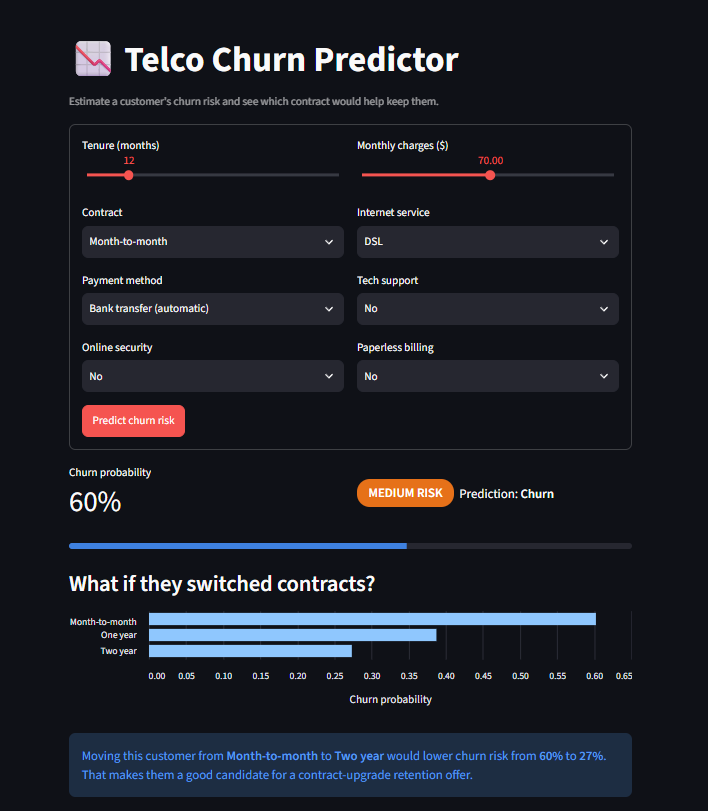 Telco Churn Predictor
Estimate a customer's churn risk and see which contract would help keep them.
Tenure (months)
12
Monthly charges ($)
70.00
Contract
Month-to-month
Internet service
DSL
Payment method
Bank transfer (automatic)
Tech support
No
Online security
No
Paperless billing
No
Predict churn risk
Churn probability
60%
MEDIUM RISK Prediction: Churn
What if they switched contracts?
Month-to-month
One year
Two year
0.00 0.05 0.10 0.15 0.20 0.25 0.30 0.35 0.40 0.45 0.50 0.55 0.60 0.65
Churn probability
Moving this customer from Month-to-month to Two year would lower churn risk from 60% to 27%.
That makes them a good candidate for a contract-upgrade retention offer.